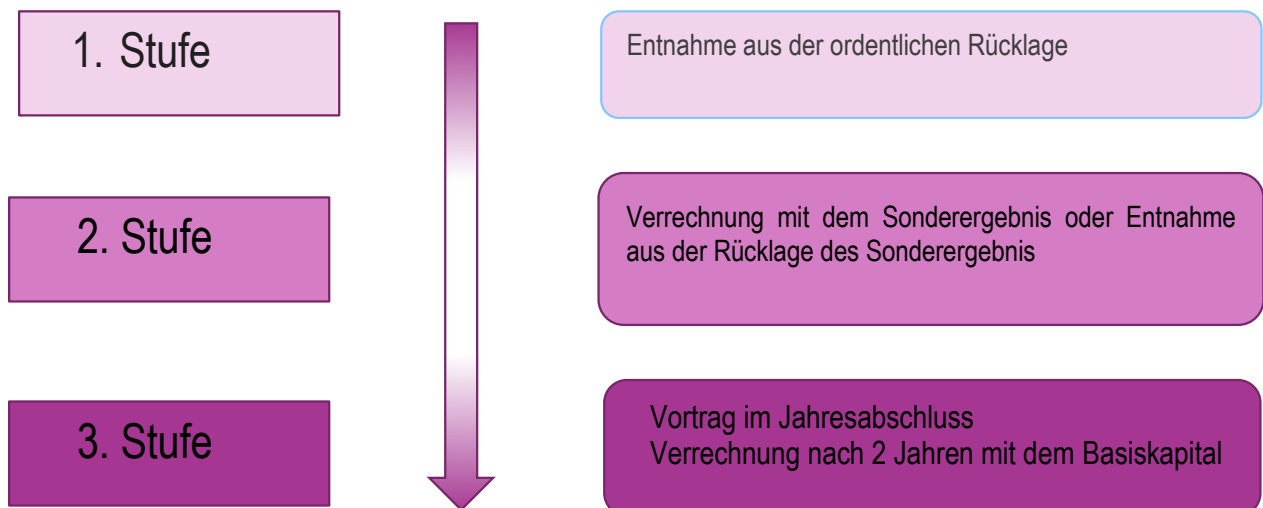 1. Stufe
Entnahme aus der ordentlichen Rücklage
2. Stufe
Verrechnung mit dem Sonderergebnis oder Entnahme
aus der Rücklage des Sonderergebnis
3. Stufe
Vortrag im Jahresabschluss
Verrechnung nach 2 Jahren mit dem Basiskapital